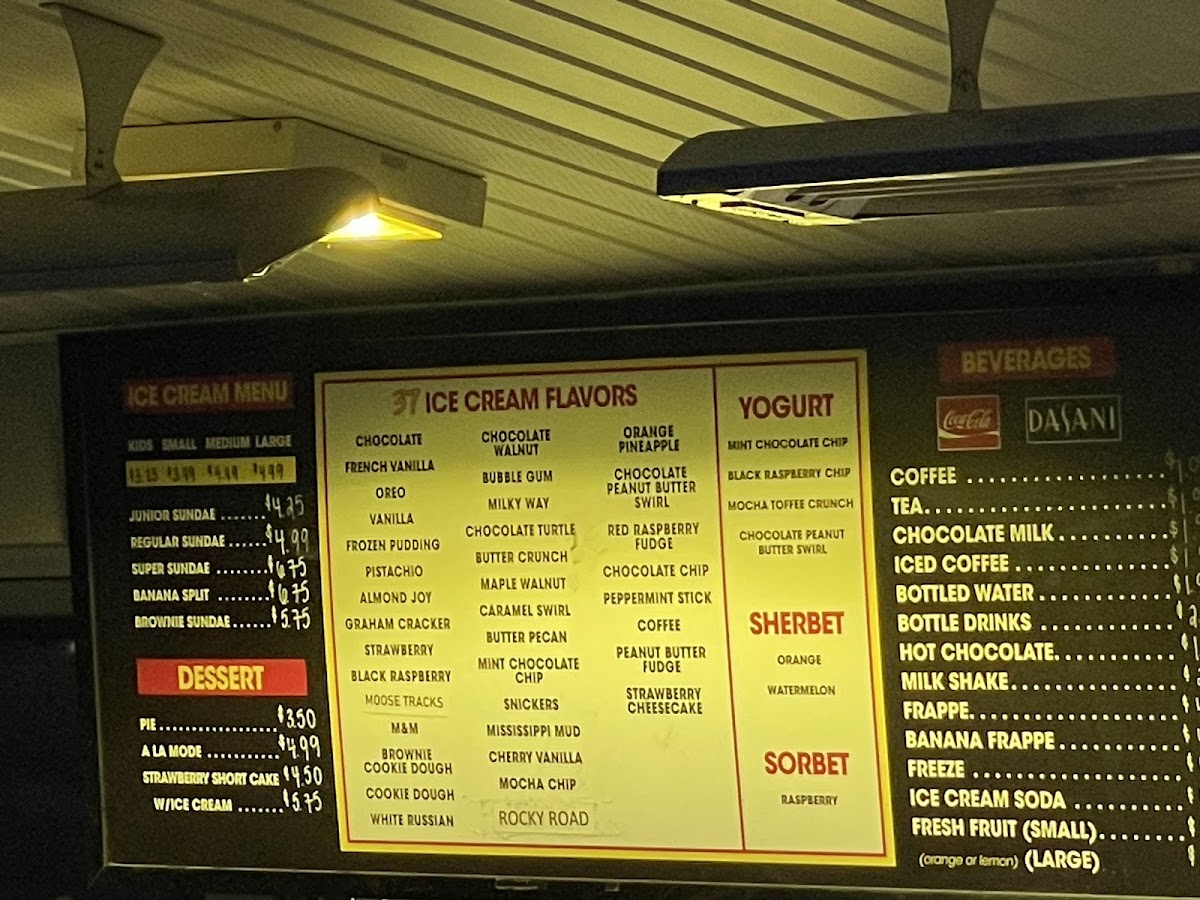 ICE CREAM MENU
KIDS SMALL MEDIUM LARGE
$3.25 $3.99 $4.49 $4.99
JUNIOR SUNDAE ....... $4.25
REGULAR SUNDAE ...... $4.99
SUPER SUNDAE ........ $6.75
BANANA SPLIT ........ $6.75
BROWNIE SUNDAE ...... $5.75
DESSERT
PIE ................. $3.50
A LA MODE ........... $4.99
STRAWBERRY SHORT CAKE $4.50
W/ICE CREAM ....... $5.75
37 ICE CREAM FLAVORS
CHOCOLATE
FRENCH VANILLA
OREO
VANILLA
FROZEN PUDDING
PISTACHIO
ALMOND JOY
GRAHAM CRACKER
STRAWBERRY
BLACK RASPBERRY
MOOSE TRACKS
M&M
BROWNIE
COOKIE DOUGH
COOKIE DOUGH
WHITE RUSSIAN
CHOCOLATE
WALNUT
BUBBLE GUM
MILKY WAY
CHOCOLATE TURTLE
BUTTER CRUNCH
MAPLE WALNUT
CARAMEL SWIRL
BUTTER PECAN
MINT CHOCOLATE
CHIP
SNICKERS
MISSISSIPPI MUD
CHERRY VANILLA
MOCHA CHIP
ROCKY ROAD
ORANGE
PINEAPPLE
CHOCOLATE
PEANUT BUTTER
SWIRL
RED RASPBERRY
FUDGE
CHOCOLATE CHIP
PEPPERMINT STICK
COFFEE
PEANUT BUTTER
FUDGE
STRAWBERRY
CHEESECAKE
YOGURT
MINT CHOCOLATE CHIP
BLACK RASPBERRY CHIP
MOCHA TOFFEE CRUNCH
CHOCOLATE PEANUT
BUTTER SWIRL
SHERBET
ORANGE
WATERMELON
SORBET
RASPBERRY
BEVERAGES
Coca-Cola DASANI
COFFEE
TEA
CHOCOLATE MILK
ICED COFFEE
BOTTLED WATER
BOTTLE DRINKS
HOT CHOCOLATE
MILK SHAKE
FRAPPE
BANANA FRAPPE
FREEZE
ICE CREAM SODA
FRESH FRUIT (SMALL)
(orange or lemon) (LARGE)